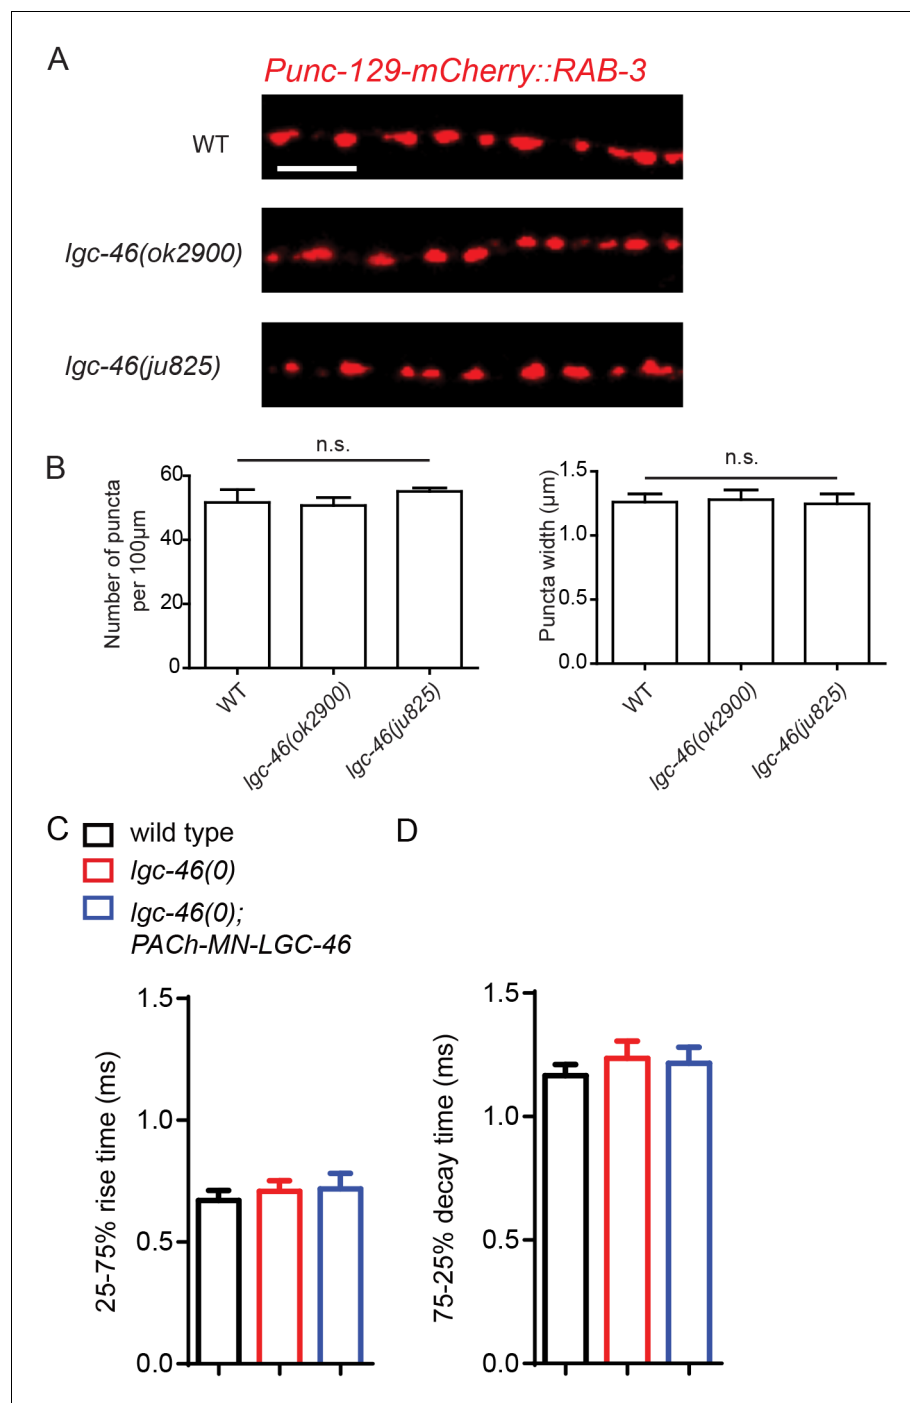 A
Punc-129-mCherry::RAB-3
WT
lgc-46(ok2900)
lgc-46(ju825)
B
n.s.
Number of puncta
per 100µm
60
40
20
0
WT
lgc-46(ok2900)
lgc-46(ju825)
n.s.
Puncta width (µm)
1.5
1.0
0.5
0.0
WT
lgc-46(ok2900)
lgc-46(ju825)
C
wild type
lgc-46(0)
lgc-46(0);
PACh-MN-LGC-46
25-75% rise time (ms)
1.5
1.0
0.5
0.0
D
75-25% decay time (ms)
1.5
1.0
0.5
0.0